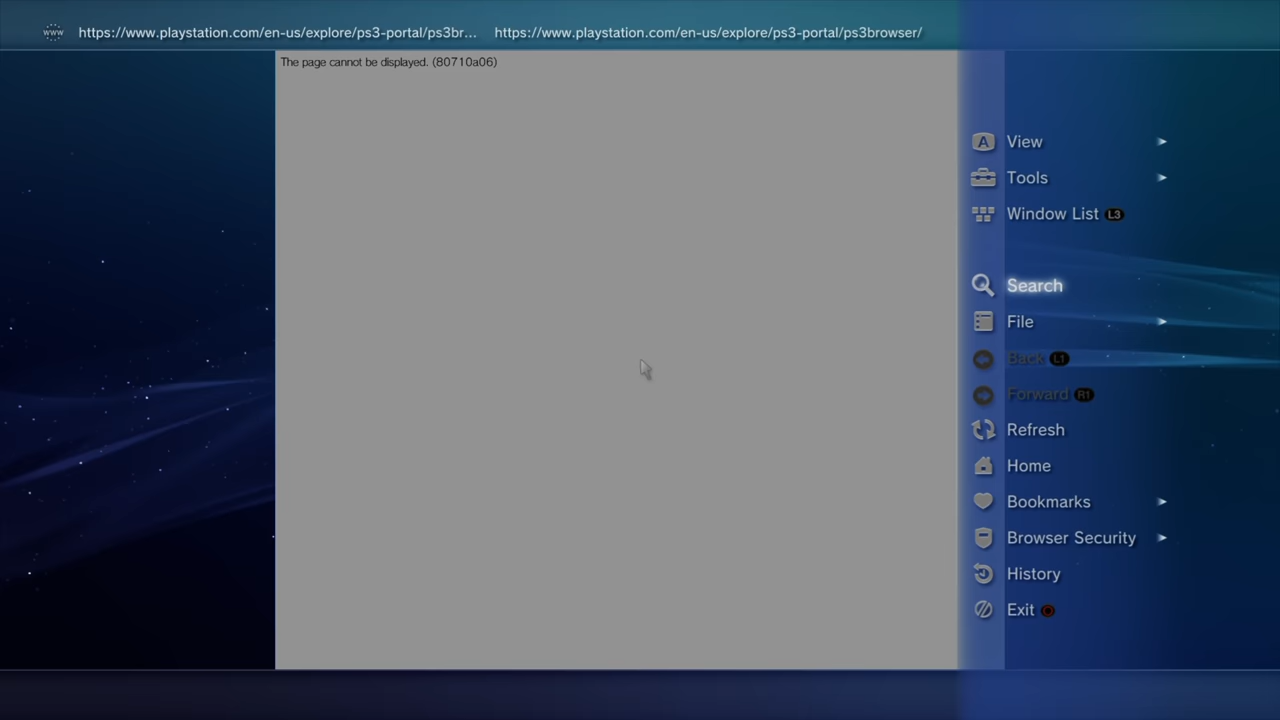 www https://www.playstation.com/en-us/explore/ps3-portal/ps3br... https://www.playstation.com/en-us/explore/ps3-portal/ps3browser/
The page cannot be displayed. (80710a06)
A View
Tools
Window List L3
Search
File
Back L1
Forward R1
Refresh
Home
Bookmarks
Browser Security
History
Exit